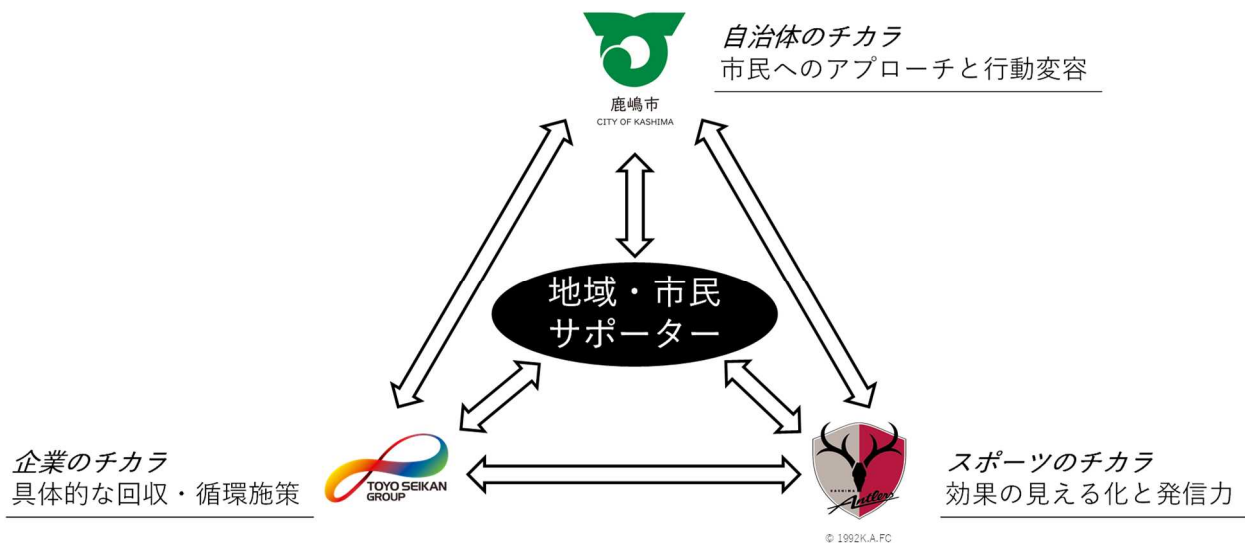 自治体のチカラ
市民へのアプローチと行動変容
鹿嶋市
CITY OF KASHIMA
地域・市民
サポーター
企業のチカラ
具体的な回収・循環施策
TOYO SEIKAN
GROUP
KASHIMA
Antlers
スポーツのチカラ
効果の見える化と発信力
© 1992K.A.FC